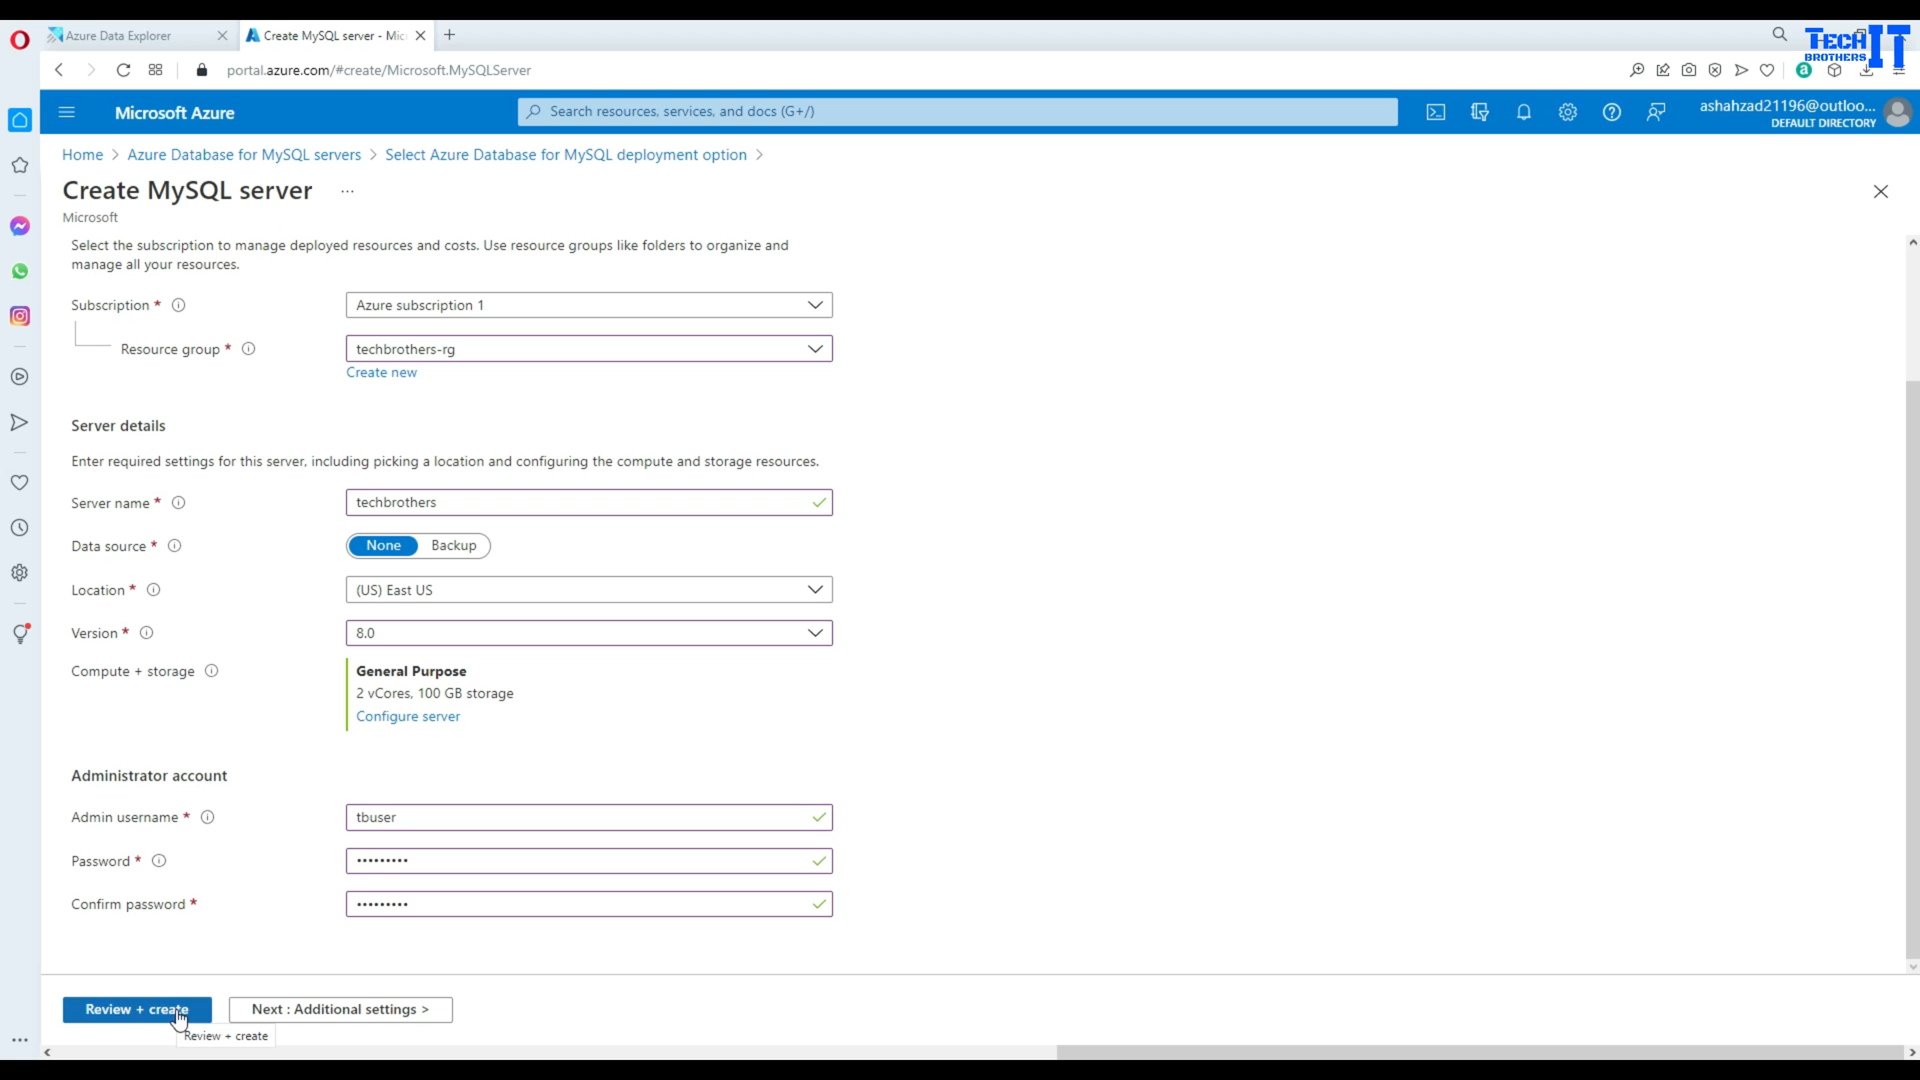 Azure Data Explorer
Create MySQL server - Mic
TECH IT
BROTHERS
portal.azure.com/#create/Microsoft.MySQLServer
Microsoft Azure
Search resources, services, and docs (G+/)
ashahzad21196@outloo...
DEFAULT DIRECTORY
Home > Azure Database for MySQL servers > Select Azure Database for MySQL deployment option >
Create MySQL server ...
Microsoft
Select the subscription to manage deployed resources and costs. Use resource groups like folders to organize and
manage all your resources.
Subscription * Azure subscription 1
Resource group * techbrothers-rg
Create new
Server details
Enter required settings for this server, including picking a location and configuring the compute and storage resources.
Server name * techbrothers
Data source * None Backup
Location * (US) East US
Version * 8.0
Compute + storage General Purpose
2 vCores, 100 GB storage
Configure server
Administrator account
Admin username * tbuser
Password * •••••••••
Confirm password * •••••••••
Review + create Next : Additional settings >
Review + create